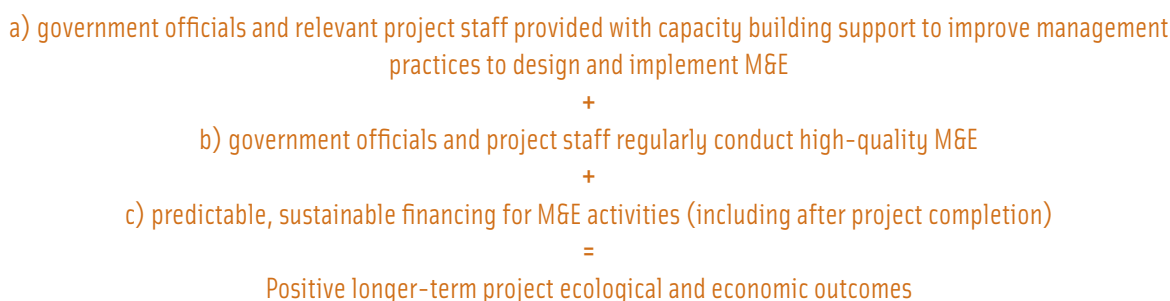 a) government officials and relevant project staff provided with capacity building support to improve management
practices to design and implement M&E
+
b) government officials and project staff regularly conduct high-quality M&E
+
c) predictable, sustainable financing for M&E activities (including after project completion)
=
Positive longer-term project ecological and economic outcomes